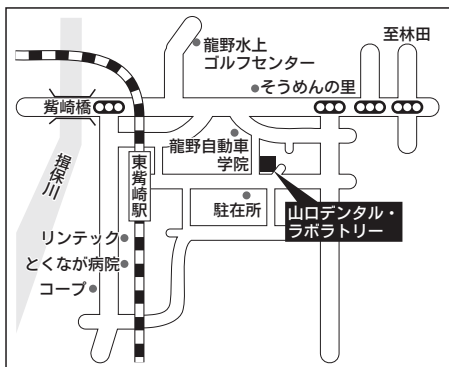 至林田
龍野水上
ゴルフセンター
そうめんの里
觜崎橋
龍野自動車
学院
揖保川
東觜崎駅
駐在所
山口デンタル・
ラボラトリー
リンテック
とくなが病院
コープ